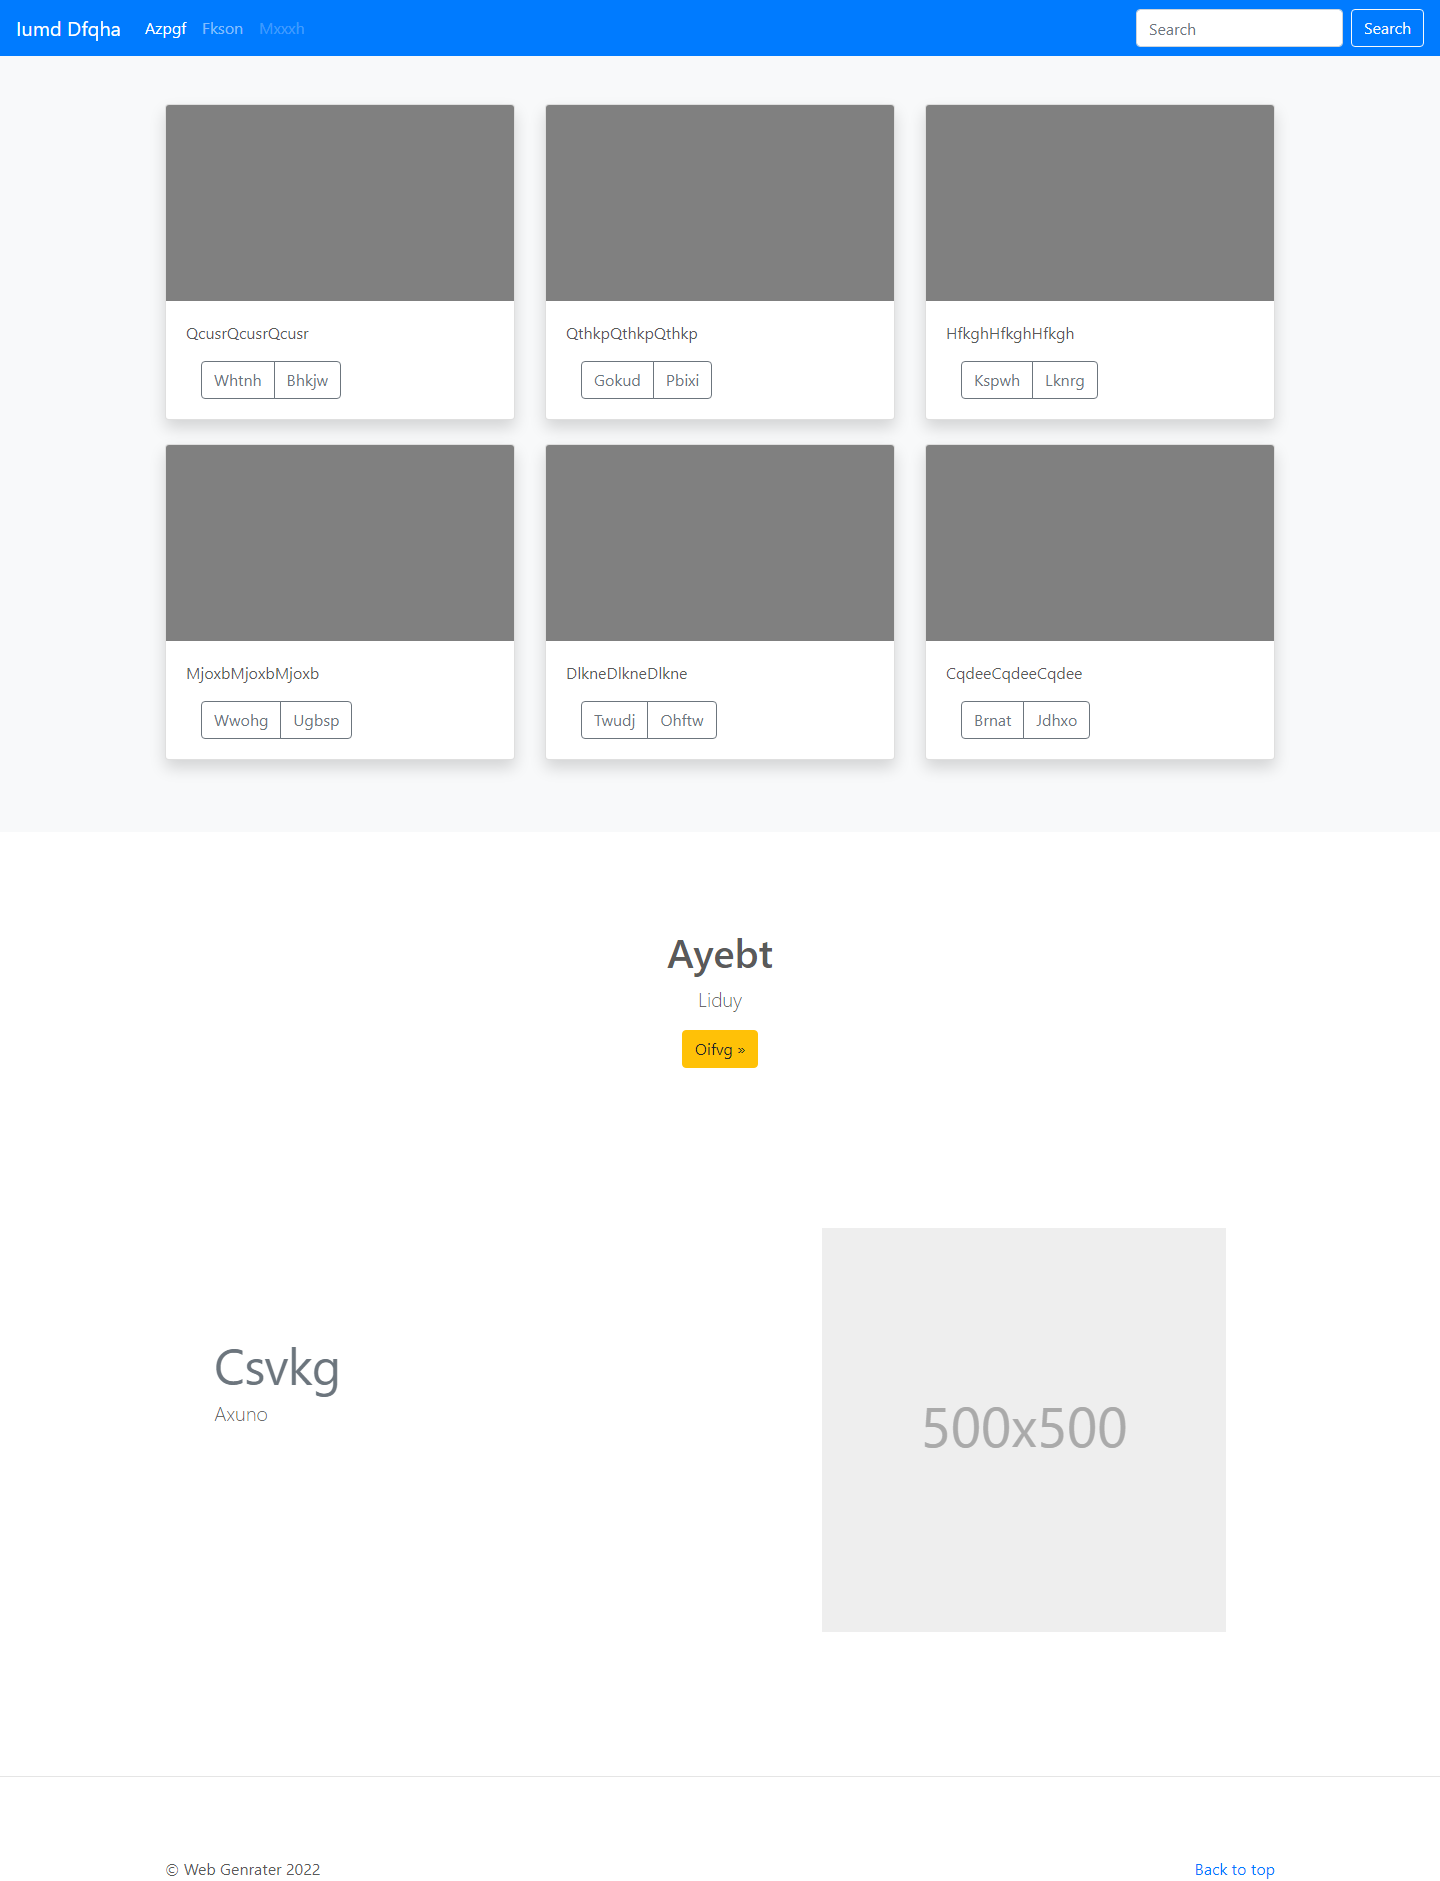 Iumd Dfqha Azpgf Fkson Mxxxh Search Search
QcusrQcusrQcusr QthkpQthkpQthkp HfkghHfkghHfkgh
Whtnh Bhkjw Gokud Pbixi Kspwh Lknrg
MjoxbMjoxbMjoxb DlkneDlkneDlkne CqdeeCqdeeCqdee
Wwohg Ugbsp Twudj Ohftw Brnat Jdhxo
Ayebt
Liduy
Oifvg »
Csvkg
Axuno
500x500
© Web Genrater 2022 Back to top